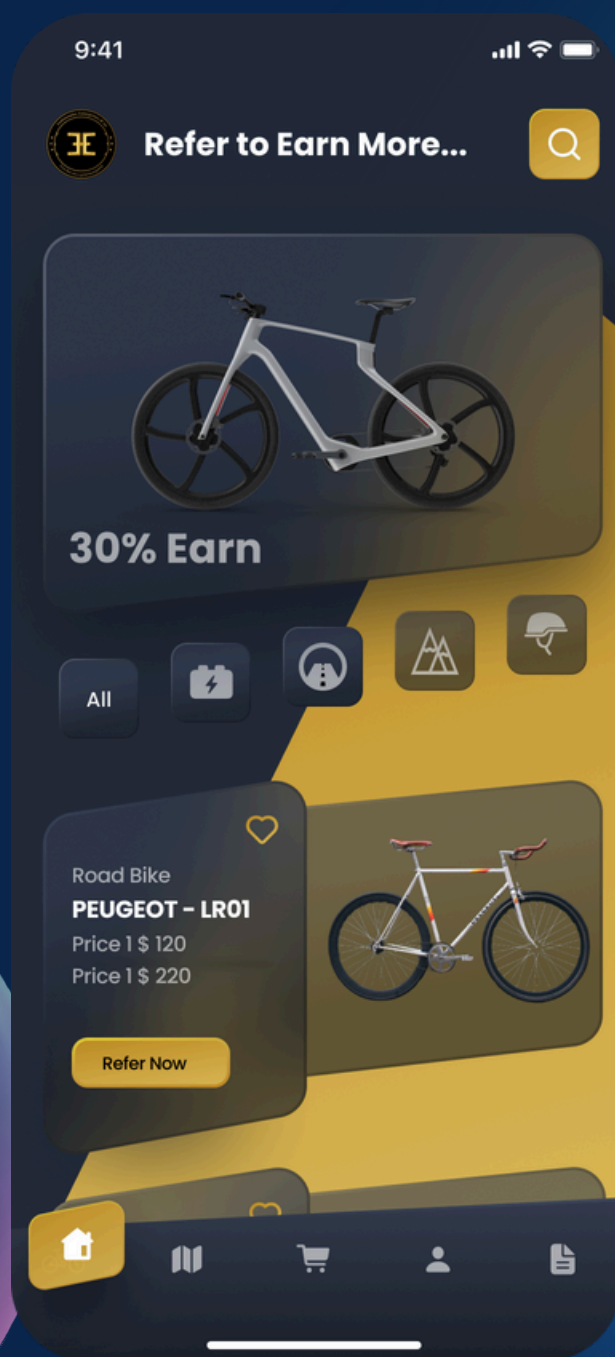 9:41
Refer to Earn More...
30% Earn
All
Road Bike
PEUGEOT - LR01
Price 1 $ 120
Price 1 $ 220
Refer Now